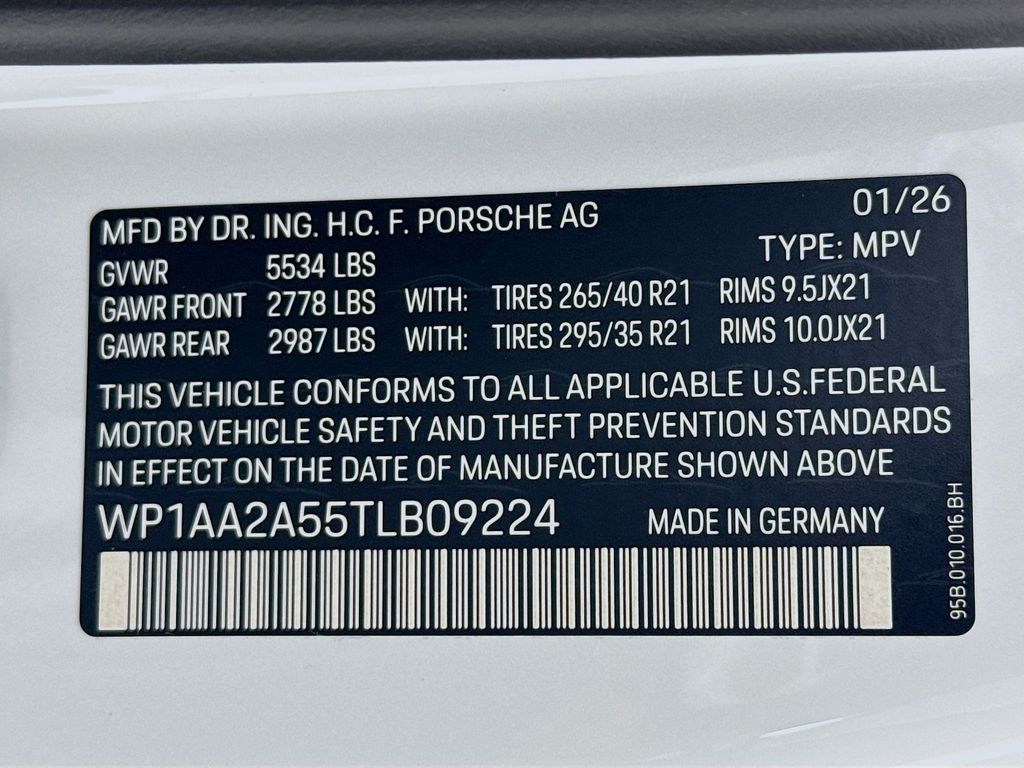 MFD BY DR. ING. H.C. F. PORSCHE AG 01/26
GVWR 5534 LBS TYPE: MPV
GAWR FRONT 2778 LBS WITH: TIRES 265/40 R21 RIMS 9.5JX21
GAWR REAR 2987 LBS WITH: TIRES 295/35 R21 RIMS 10.0JX21
THIS VEHICLE CONFORMS TO ALL APPLICABLE U.S.FEDERAL
MOTOR VEHICLE SAFETY AND THEFT PREVENTION STANDARDS
IN EFFECT ON THE DATE OF MANUFACTURE SHOWN ABOVE
WP1AA2A55TLB09224 MADE IN GERMANY
95B.010.016.BH